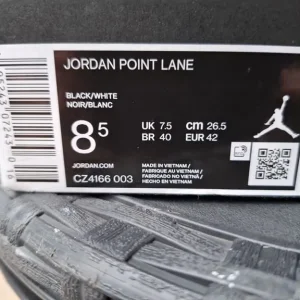 JORDAN POINT LANE
BLACK/WHITE
NOIR/BLANC
8 5
UK 7.5 cm 26.5
BR 40 EUR 42
JORDAN.COM
CZ4166 003
MADE IN VIETNAM /
FABRIQUE AU VIETNAM /
FABRICADO NO VIETNÃ /
HECHO EN VIETNAM